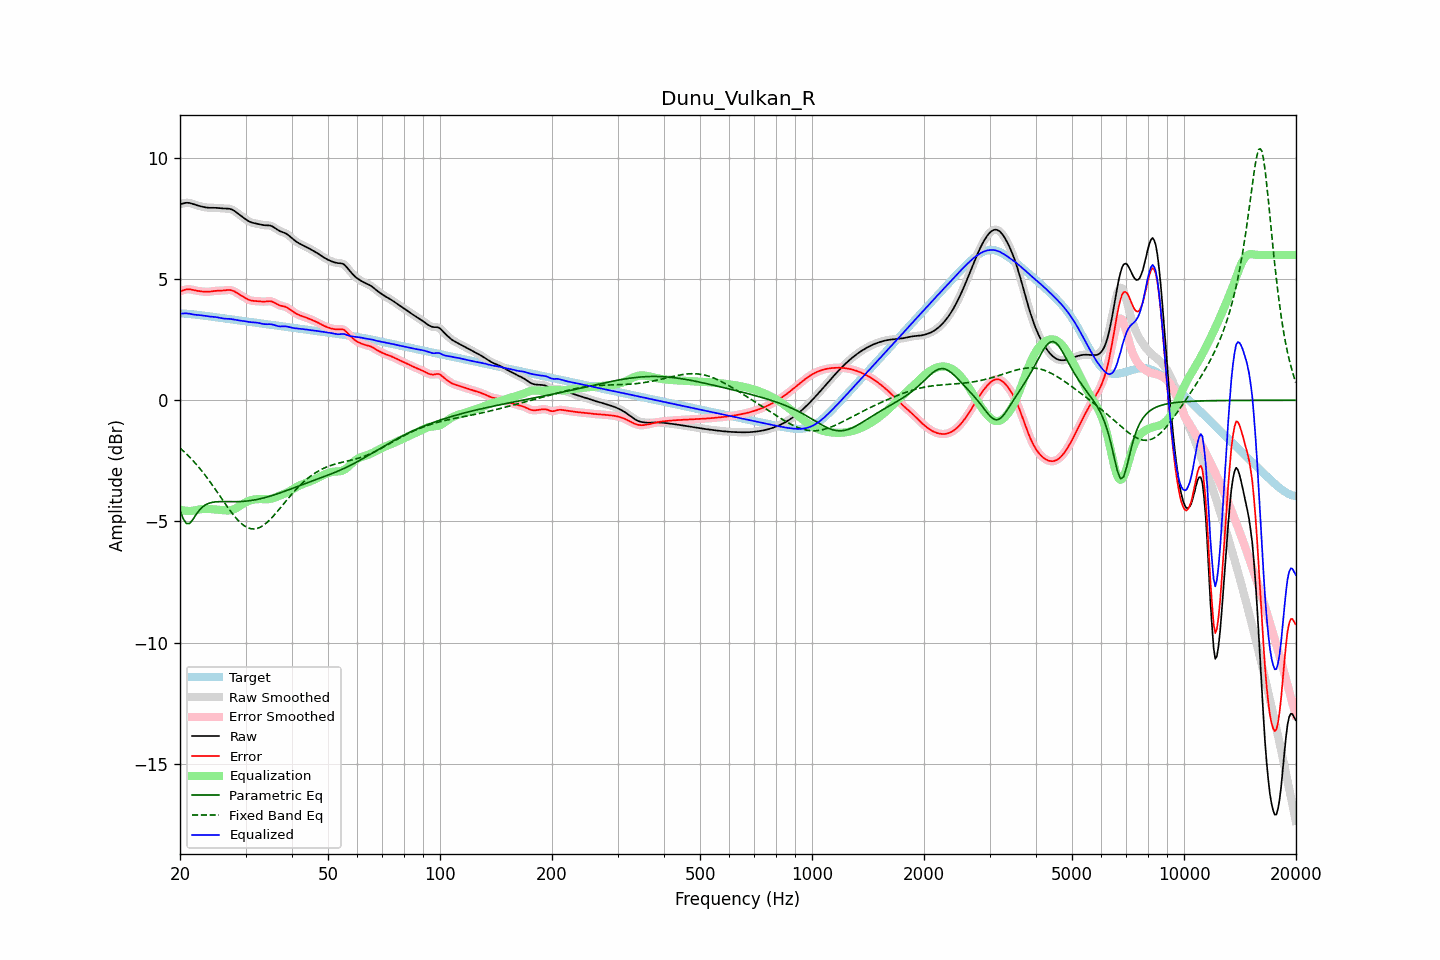 Dunu_Vulkan_R
Amplitude (dBr)
10
5
0
−5
−10
−15
20
50
100
200
500
1000
2000
5000
10000
20000
Frequency (Hz)
Target
Raw Smoothed
Error Smoothed
Raw
Error
Equalization
Parametric Eq
Fixed Band Eq
Equalized